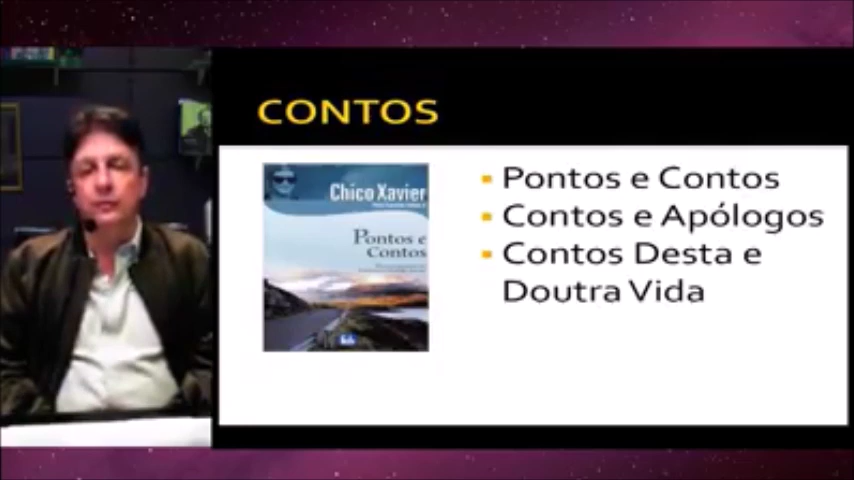 CONTOS
Chico Xavier
Pontos e
Contos
Pontos e Contos
Contos e Apólogos
Contos Desta e
Doutra Vida